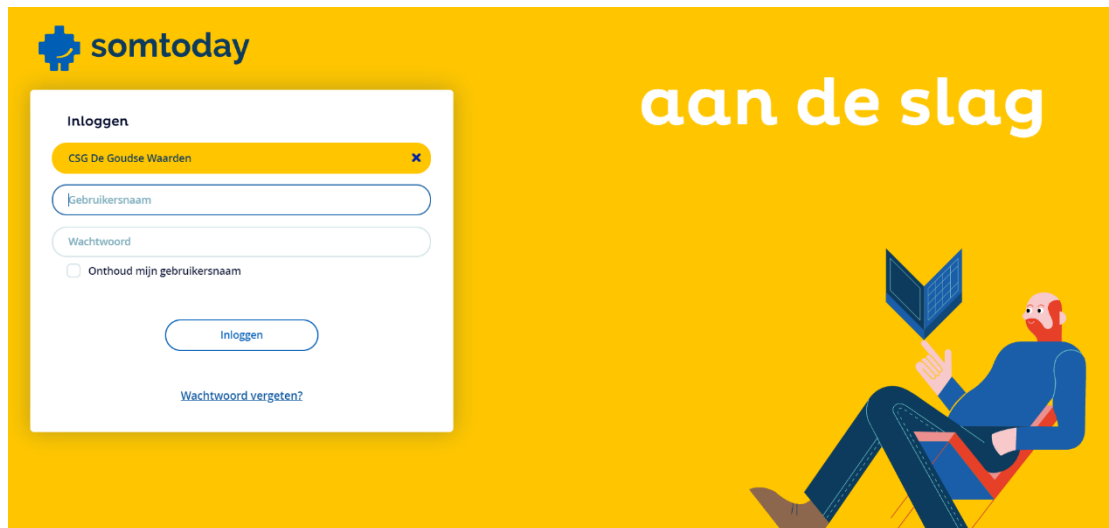 somtoday
aan de slag
Inloggen
CSG De Goudse Waarden
Gebruikersnaam
Wachtwoord
Onthoud mijn gebruikersnaam
Inloggen
Wachtwoord vergeten?